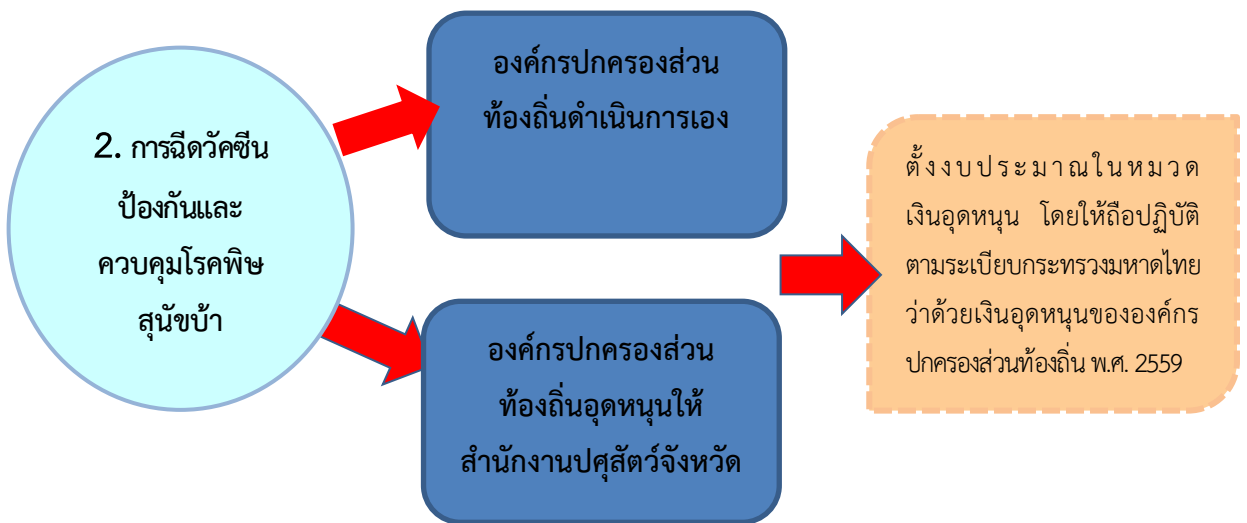 2. การฉีดวัคซีน
ป้องกันและ
ควบคุมโรคพิษ
สุนัขบ้า
องค์กรปกครองส่วน
ท้องถิ่นดำเนินการเอง
องค์กรปกครองส่วน
ท้องถิ่นอุดหนุนให้
สำนักงานปศุสัตว์จังหวัด
ตั้งงบประมาณในหมวด
เงินอุดหนุน โดยให้ถือปฏิบัติ
ตามระเบียบกระทรวงมหาดไทย
ว่าด้วยเงินอุดหนุนขององค์กร
ปกครองส่วนท้องถิ่น พ.ศ. 2559